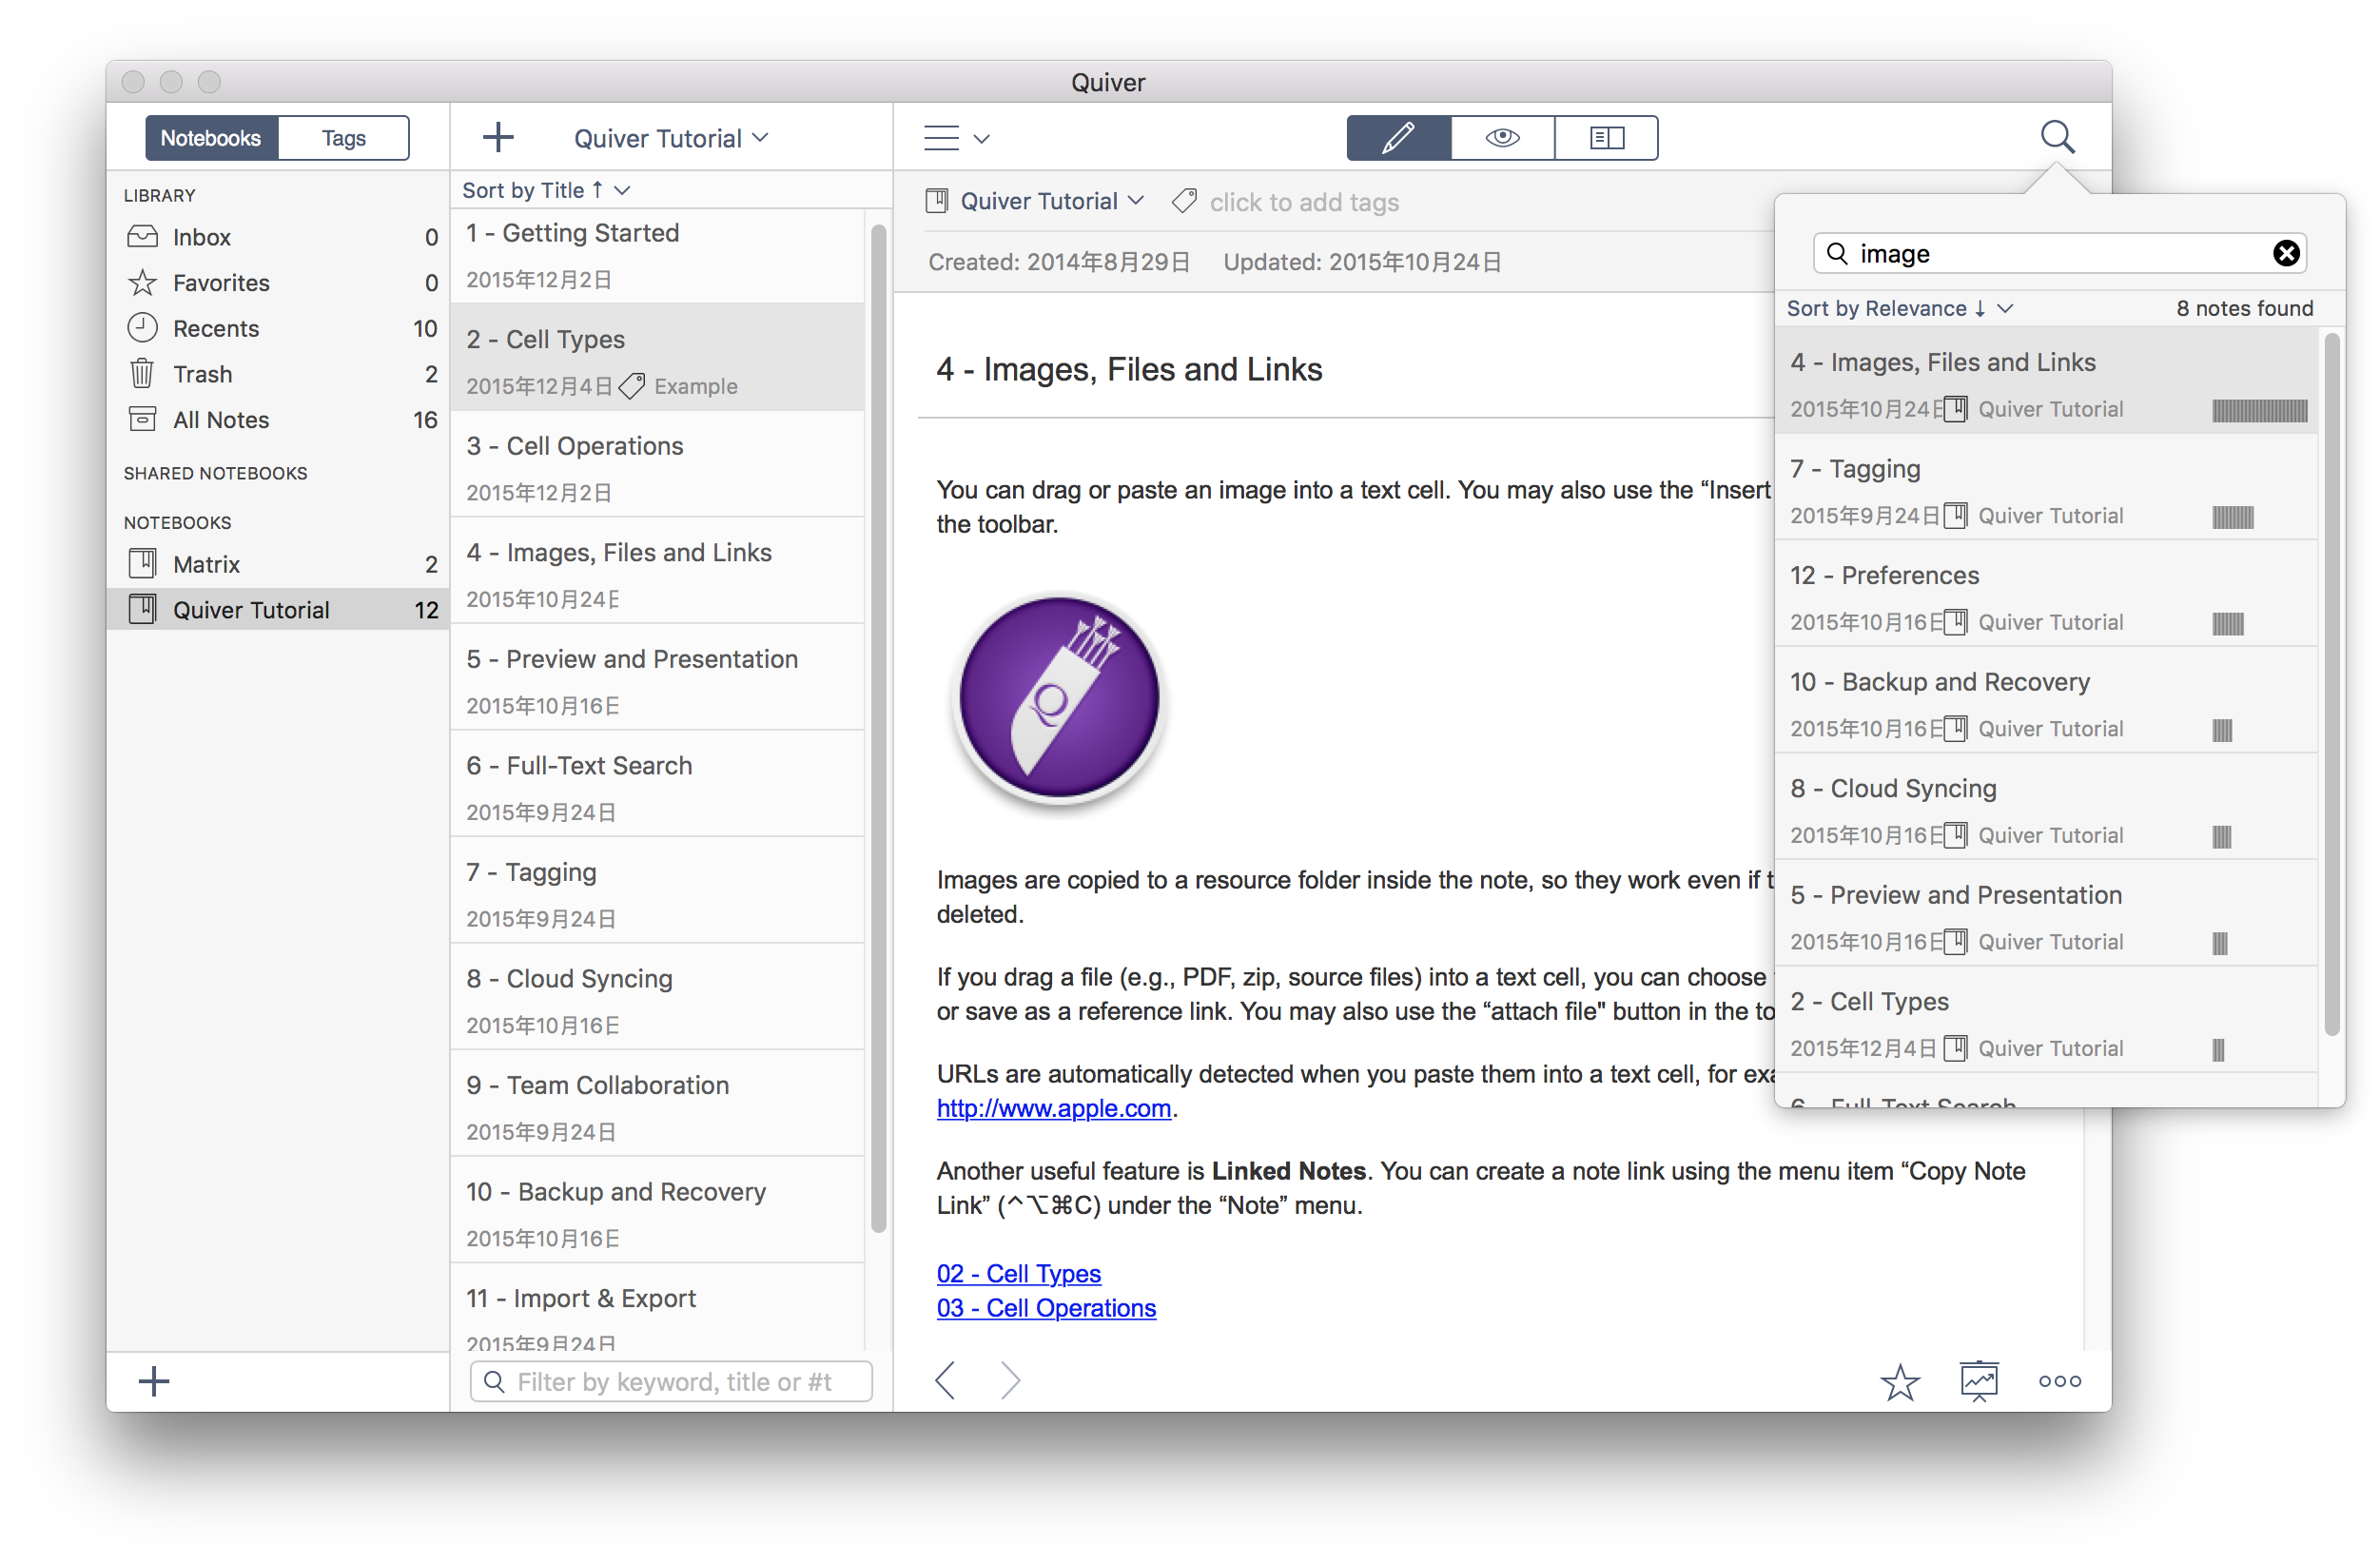 Quiver
Notebooks
Tags
LIBRARY
Inbox 0
Favorites 0
Recents 10
Trash 2
All Notes 16
SHARED NOTEBOOKS
NOTEBOOKS
Matrix 2
Quiver Tutorial 12
Quiver Tutorial
Sort by Title ↑
1 - Getting Started
2015年12月2日
2 - Cell Types
2015年12月4日 Example
3 - Cell Operations
2015年12月2日
4 - Images, Files and Links
2015年10月24日
5 - Preview and Presentation
2015年10月16日
6 - Full-Text Search
2015年9月24日
7 - Tagging
2015年9月24日
8 - Cloud Syncing
2015年10月16日
9 - Team Collaboration
2015年9月24日
10 - Backup and Recovery
2015年10月16日
11 - Import & Export
2015年9月24日
Filter by keyword, title or #t
Quiver Tutorial
click to add tags
Created: 2014年8月29日 Updated: 2015年10月24日
4 - Images, Files and Links
You can drag or paste an image into a text cell. You may also use the “Insert
the toolbar.
Q
Images are copied to a resource folder inside the note, so they work even if
deleted.
If you drag a file (e.g., PDF, zip, source files) into a text cell, you can choose
or save as a reference link. You may also use the “attach file" button in the
URLs are automatically detected when you paste them into a text cell, for
http://www.apple.com.
Another useful feature is Linked Notes. You can create a note link using the menu item “Copy Note
Link” (⌃⌥⌘C) under the “Note” menu.
02 - Cell Types
03 - Cell Operations
image
Sort by Relevance ↓ 8 notes found
4 - Images, Files and Links
2015年10月24日 Quiver Tutorial
7 - Tagging
2015年9月24日 Quiver Tutorial
12 - Preferences
2015年10月16日 Quiver Tutorial
10 - Backup and Recovery
2015年10月16日 Quiver Tutorial
8 - Cloud Syncing
2015年10月16日 Quiver Tutorial
5 - Preview and Presentation
2015年10月16日 Quiver Tutorial
2 - Cell Types
2015年12月4日 Quiver Tutorial
6 - Full-Text Search